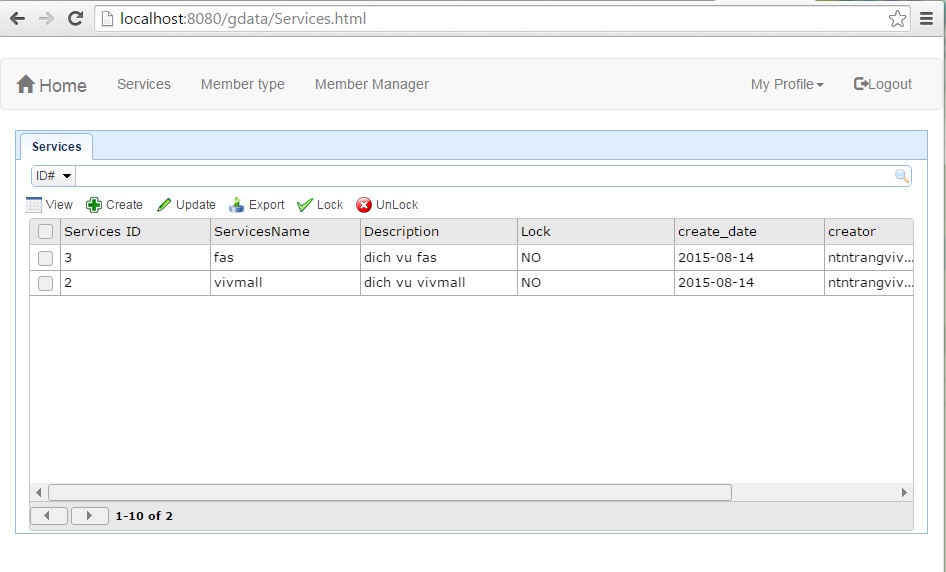 localhost:8080/gdata/Services.html
Home Services Member type Member Manager My Profile Logout
Services
ID#
View Create Update Export Lock UnLock
Services ID ServicesName Description Lock create_date creator
3 fas dich vu fas NO 2015-08-14 ntntrangviv...
2 vivmall dich vu vivmall NO 2015-08-14 ntntrangviv...
1-10 of 2